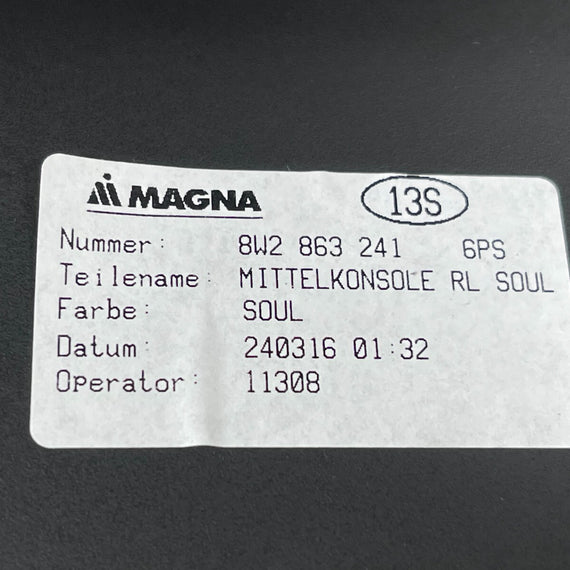 MAGNA 13S
Nummer: 8W2 863 241 6PS
Teilename: MITTELKONSOLE RL SOUL
Farbe: SOUL
Datum: 240316 01:32
Operator: 11308